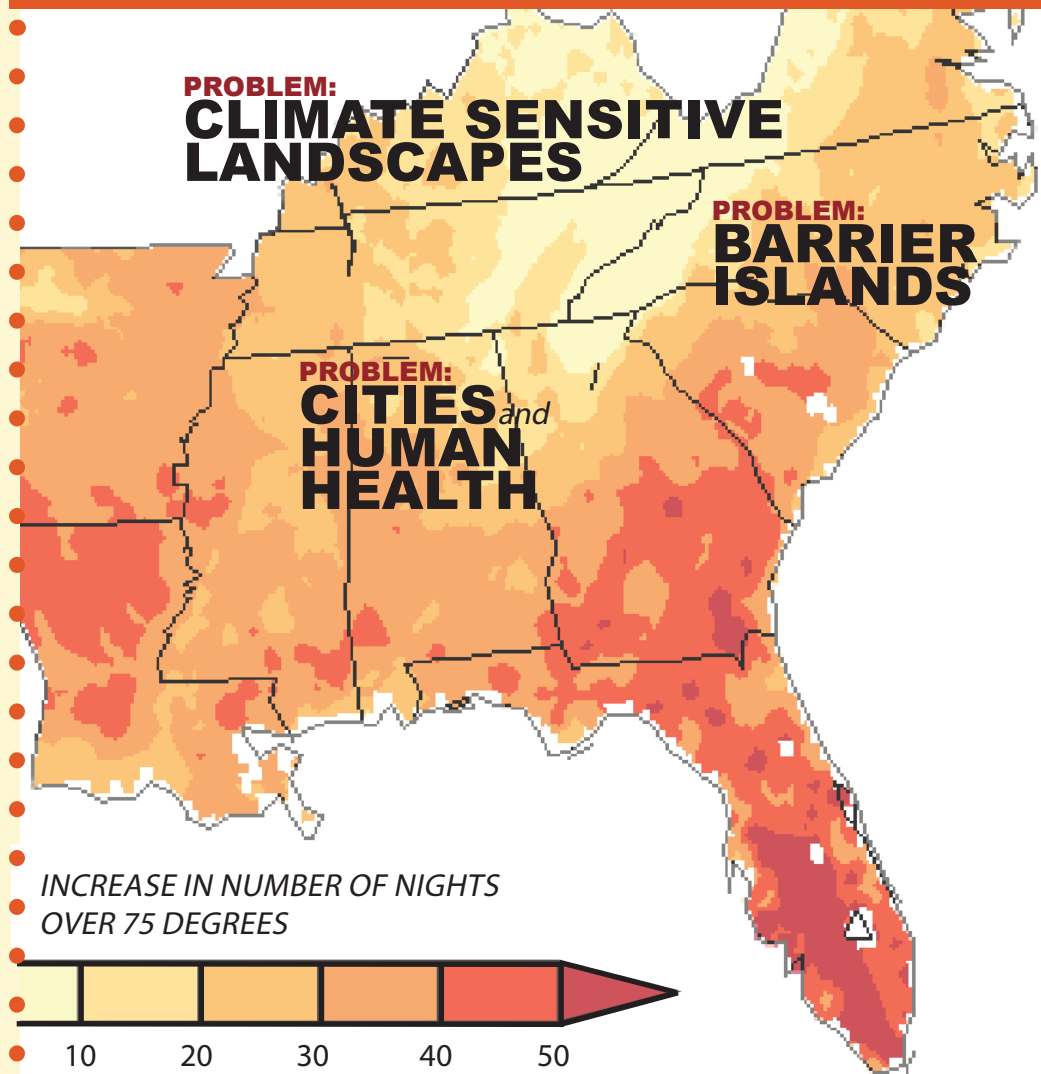 PROBLEM:
CLIMATE SENSITIVE
LANDSCAPES
PROBLEM:
BARRIER
ISLANDS
PROBLEM:
CITIES and
HUMAN
HEALTH
INCREASE IN NUMBER OF NIGHTS
OVER 75 DEGREES
10 20 30 40 50